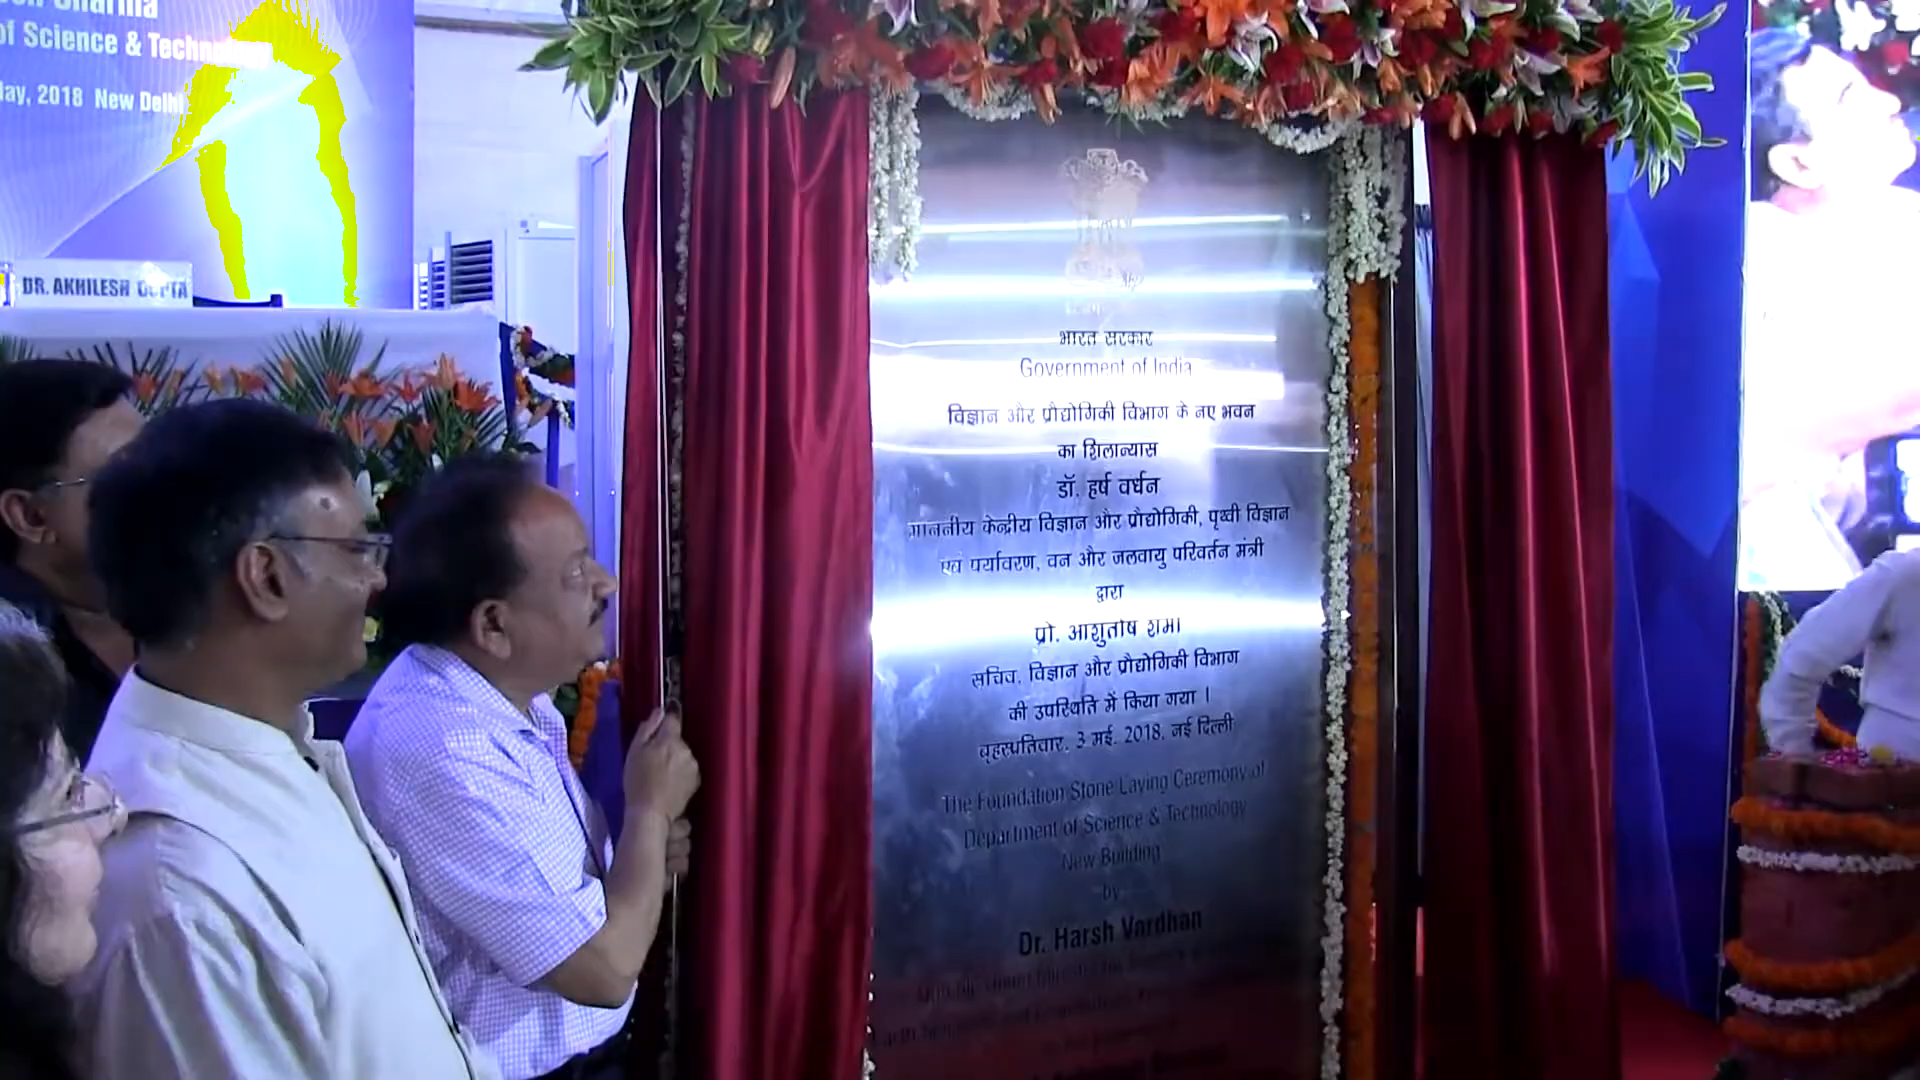 of Science & Technology
May, 2018 New Delhi
DR. AKHILESH GUPTA
भारत सरकार
Government of India
विज्ञान और प्रौद्योगिकी विभाग के नए भवन
का शिलान्यास
डॉ. हर्ष वर्धन
माननीय केन्द्रीय विज्ञान और प्रौद्योगिकी, पृथ्वी विज्ञान
एवं पर्यावरण, वन और जलवायु परिवर्तन मंत्री
द्वारा
प्रो. आशुतोष शर्मा
सचिव, विज्ञान और प्रौद्योगिकी विभाग
की उपस्थिति में किया गया ।
बृहस्पतिवार, 3 मई, 2018, नई दिल्ली
The Foundation Stone Laying Ceremony of
Department of Science & Technology
New Building
by
Dr. Harsh Vardhan